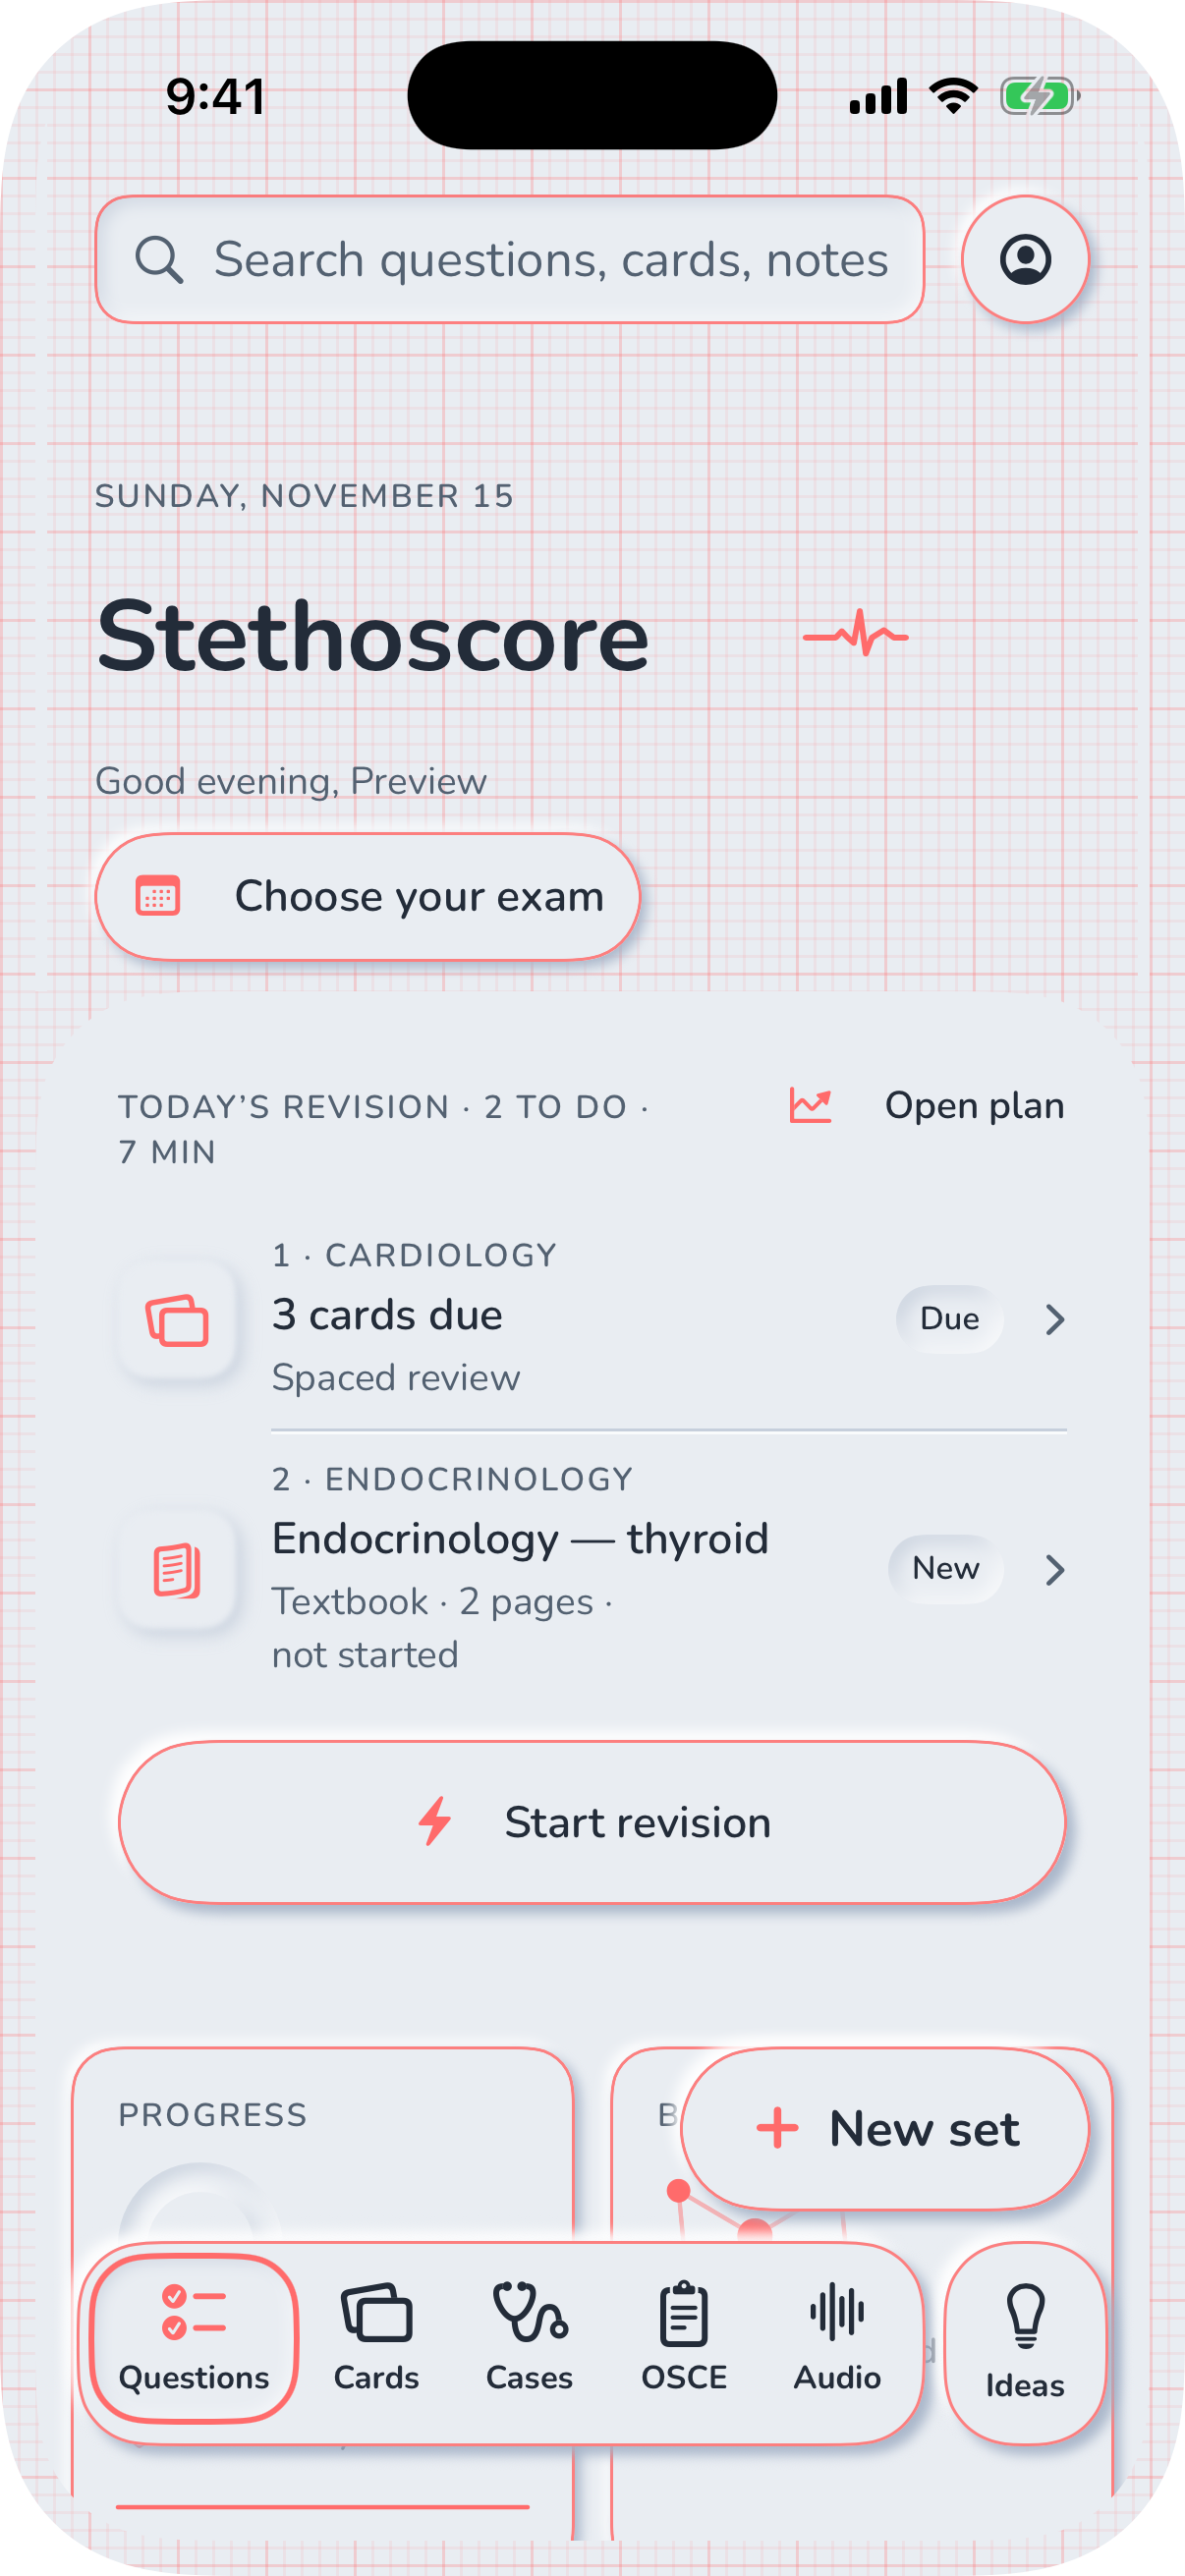 9:41
Search questions, cards, notes
SUNDAY, NOVEMBER 15
Stethoscore
Good evening, Preview
Choose your exam
TODAY’S REVISION · 2 TO DO ·
7 MIN
Open plan
1 · CARDIOLOGY
3 cards due
Spaced review
Due
2 · ENDOCRINOLOGY
Endocrinology — thyroid
Textbook · 2 pages ·
not started
New
Start revision
PROGRESS
New set
Questions
Cards
Cases
OSCE
Audio
Ideas